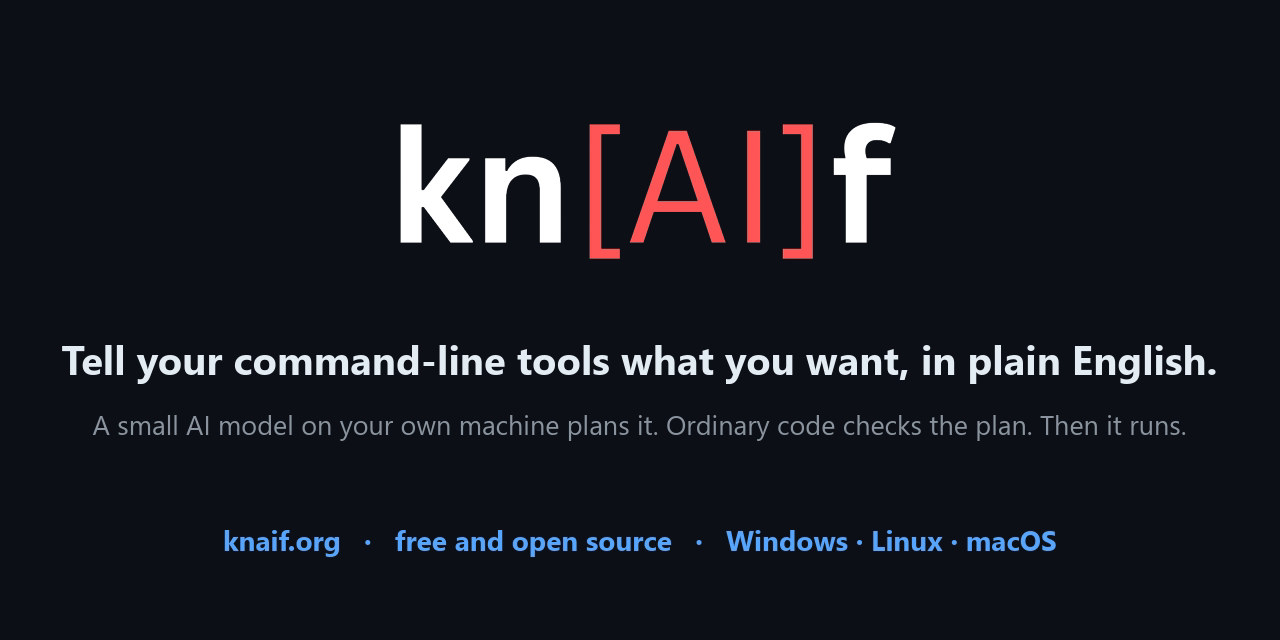 kn[AI]f
Tell your command-line tools what you want, in plain English.
A small AI model on your own machine plans it. Ordinary code checks the plan. Then it runs.
knaif.org · free and open source · Windows · Linux · macOS